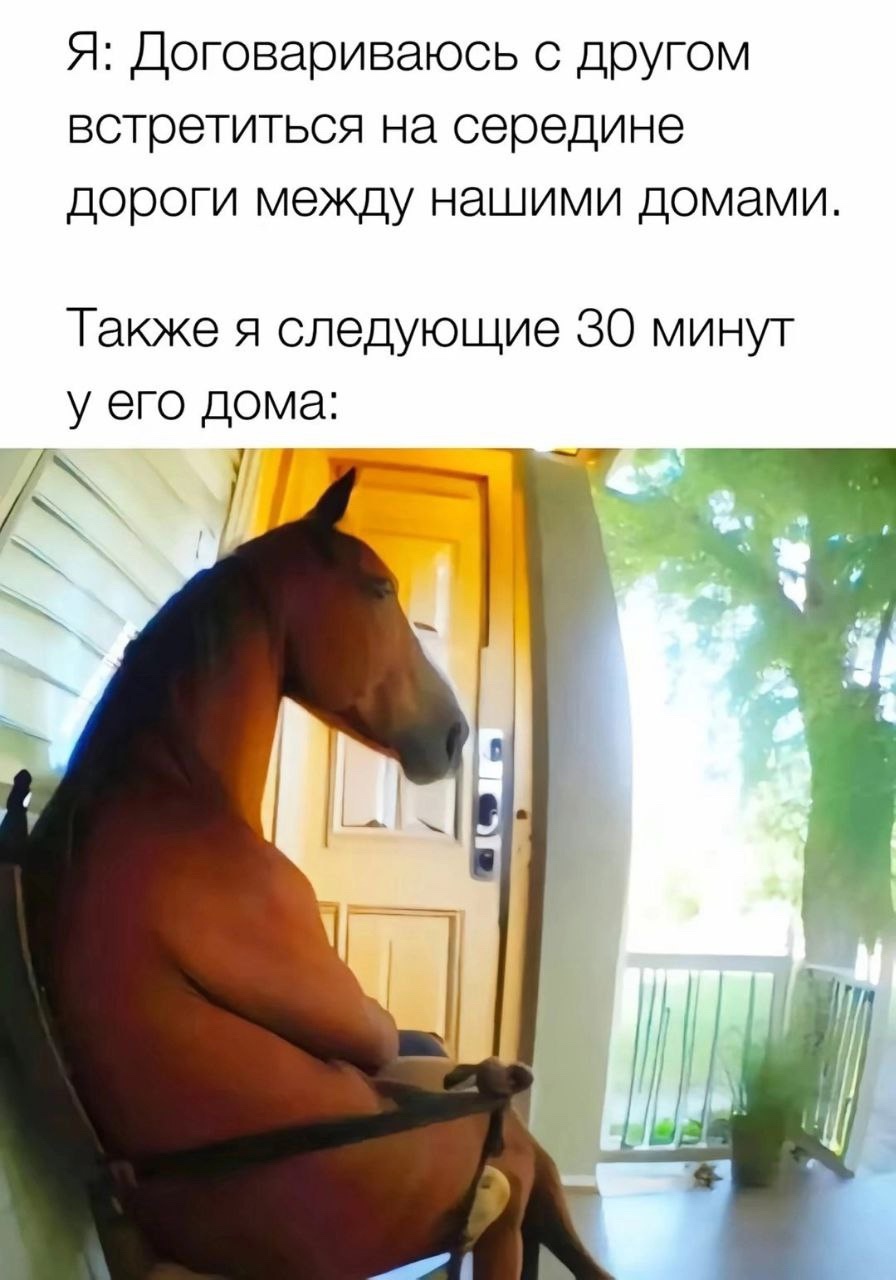 Я: Договариваюсь с другом
встретиться на середине
дороги между нашими домами.
Также я следующие 30 минут
у его дома: